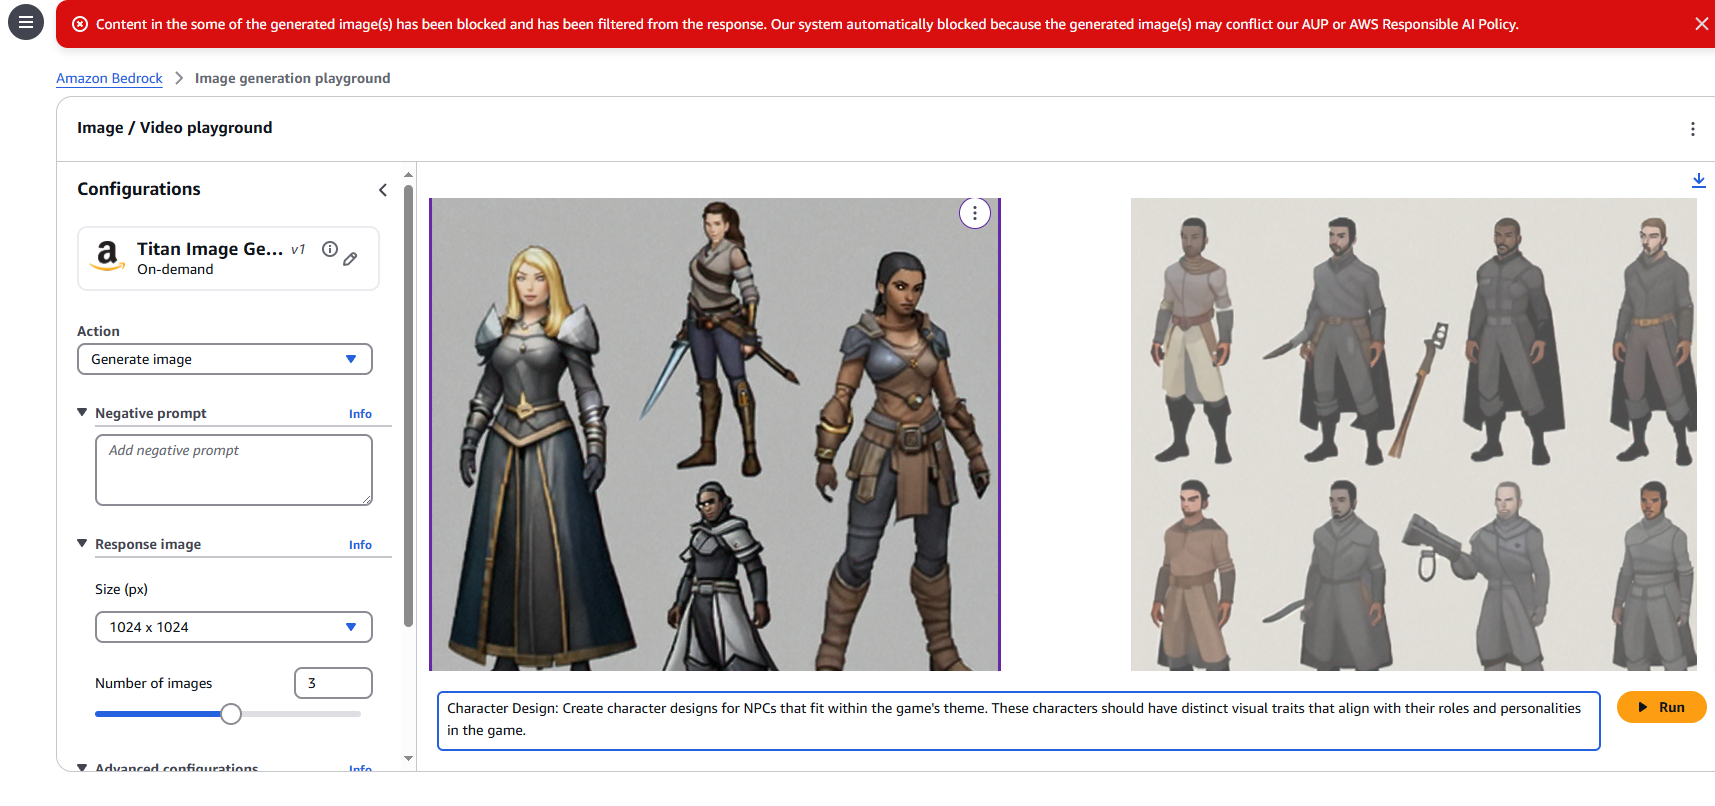 Content in the some of the generated image(s) has been blocked and has been filtered from the response. Our system automatically blocked because the generated image(s) may conflict our AUP or AWS Responsible AI Policy.
Amazon Bedrock
Image generation playground
Image / Video playground
Configurations
a
Titan Image Ge... v1
On-demand
Action
Generate image
Negative prompt
Info
Add negative prompt
Response image
Info
Size (px)
1024 x 1024
Number of images
3
Advanced configurations
Info
Character Design: Create character designs for NPCs that fit within the game's theme. These characters should have distinct visual traits that align with their roles and personalities
in the game.
Run